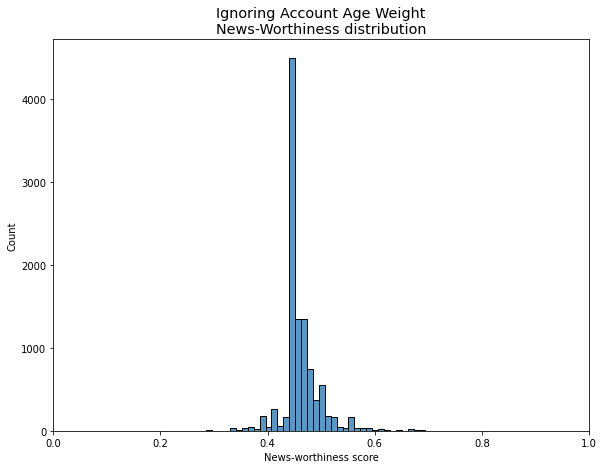 Ignoring Account Age Weight
News-Worthiness distribution
4000
3000
2000
1000
0
Count
0.0 0.2 0.4 0.6 0.8 1.0
News-worthiness score